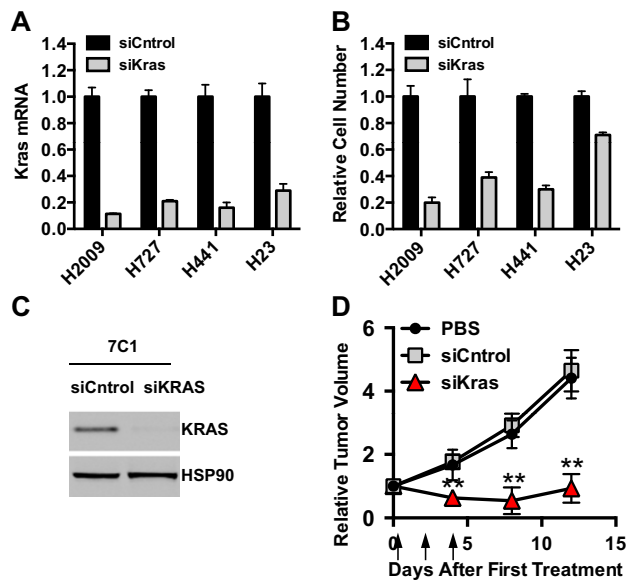 A
siCntrol
siKras
Kras mRNA
1.4
1.2
1.0
0.8
0.6
0.4
0.2
0.0
H2009
H727
H441
H23
B
siCntrol
siKras
Relative Cell Number
1.4
1.2
1.0
0.8
0.6
0.4
0.2
0.0
H2009
H727
H441
H23
C
7C1
siCntrol siKRAS
KRAS
HSP90
D
PBS
siCntrol
siKras
Relative Tumor Volume
6
4
2
0
** ** **
0 5 10 15
Days After First Treatment